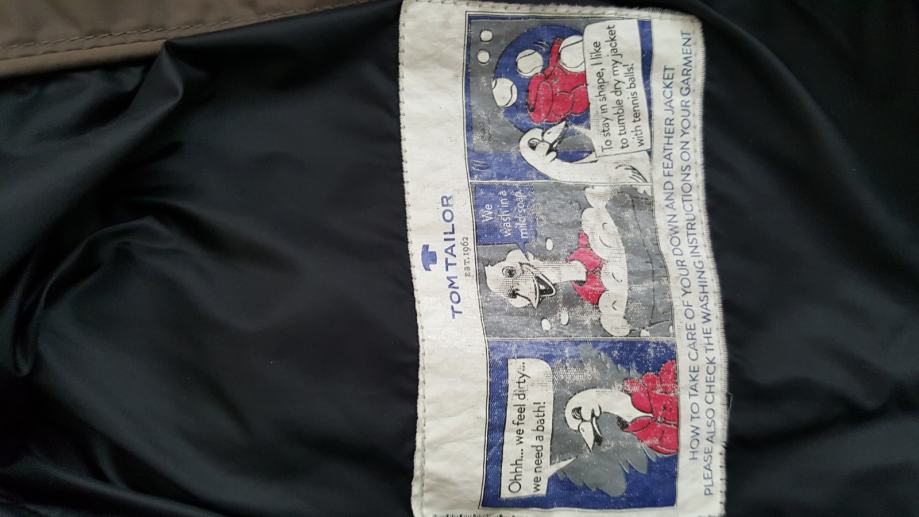 TOM TAILOR
EST. 1962
Ohhh... we feel dirty...
we need a bath!
We
wash in a
mild soap.
To stay in shape, I like
to tumble dry my jacket
with tennis balls!
HOW TO TAKE CARE OF YOUR DOWN AND FEATHER JACKET
PLEASE ALSO CHECK THE WASHING INSTRUCTIONS ON YOUR GARMENT